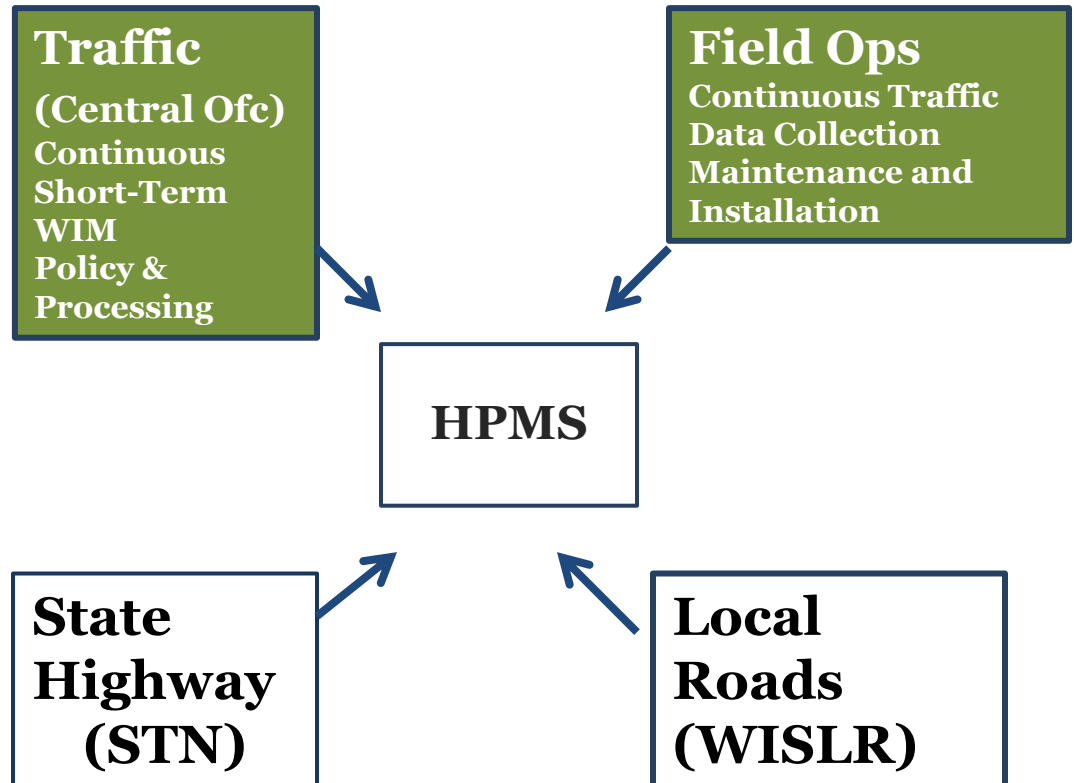 Traffic
(Central Ofc)
Continuous
Short-Term
WIM
Policy &
Processing
Field Ops
Continuous Traffic
Data Collection
Maintenance and
Installation
HPMS
State
Highway
(STN)
Local
Roads
(WISLR)